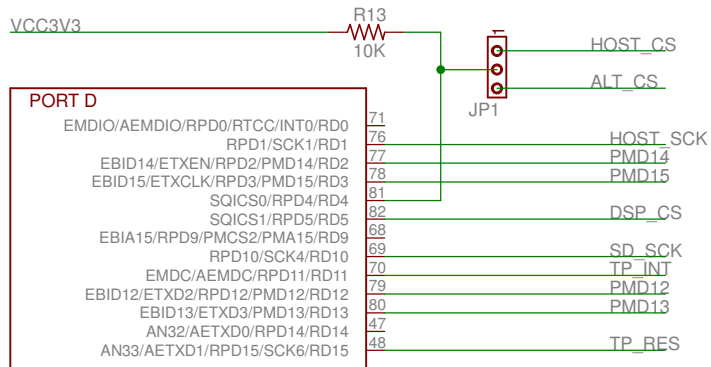 R13
VCC3V3
10K
1
HOST_CS
ALT_CS
JP1
PORT D
EMDIO/AEMDIO/RPD0/RTCC/INT0/RD0 71
RPD1/SCK1/RD1 76 HOST_SCK
EBID14/ETXEN/RPD2/PMD14/RD2 77 PMD14
EBID15/ETXCLK/RPD3/PMD15/RD3 78 PMD15
SQICS0/RPD4/RD4 81
SQICS1/RPD5/RD5 82 DSP_CS
EBIA15/RPD9/PMCS2/PMA15/RD9 68
RPD10/SCK4/RD10 69 SD_SCK
EMDC/AEMDC/RPD11/RD11 70 TP_INT
EBID12/ETXD2/RPD12/PMD12/RD12 79 PMD12
EBID13/ETXD3/PMD13/RD13 80 PMD13
AN32/AETXD0/RPD14/RD14 47
AN33/AETXD1/RPD15/SCK6/RD15 48 TP_RES